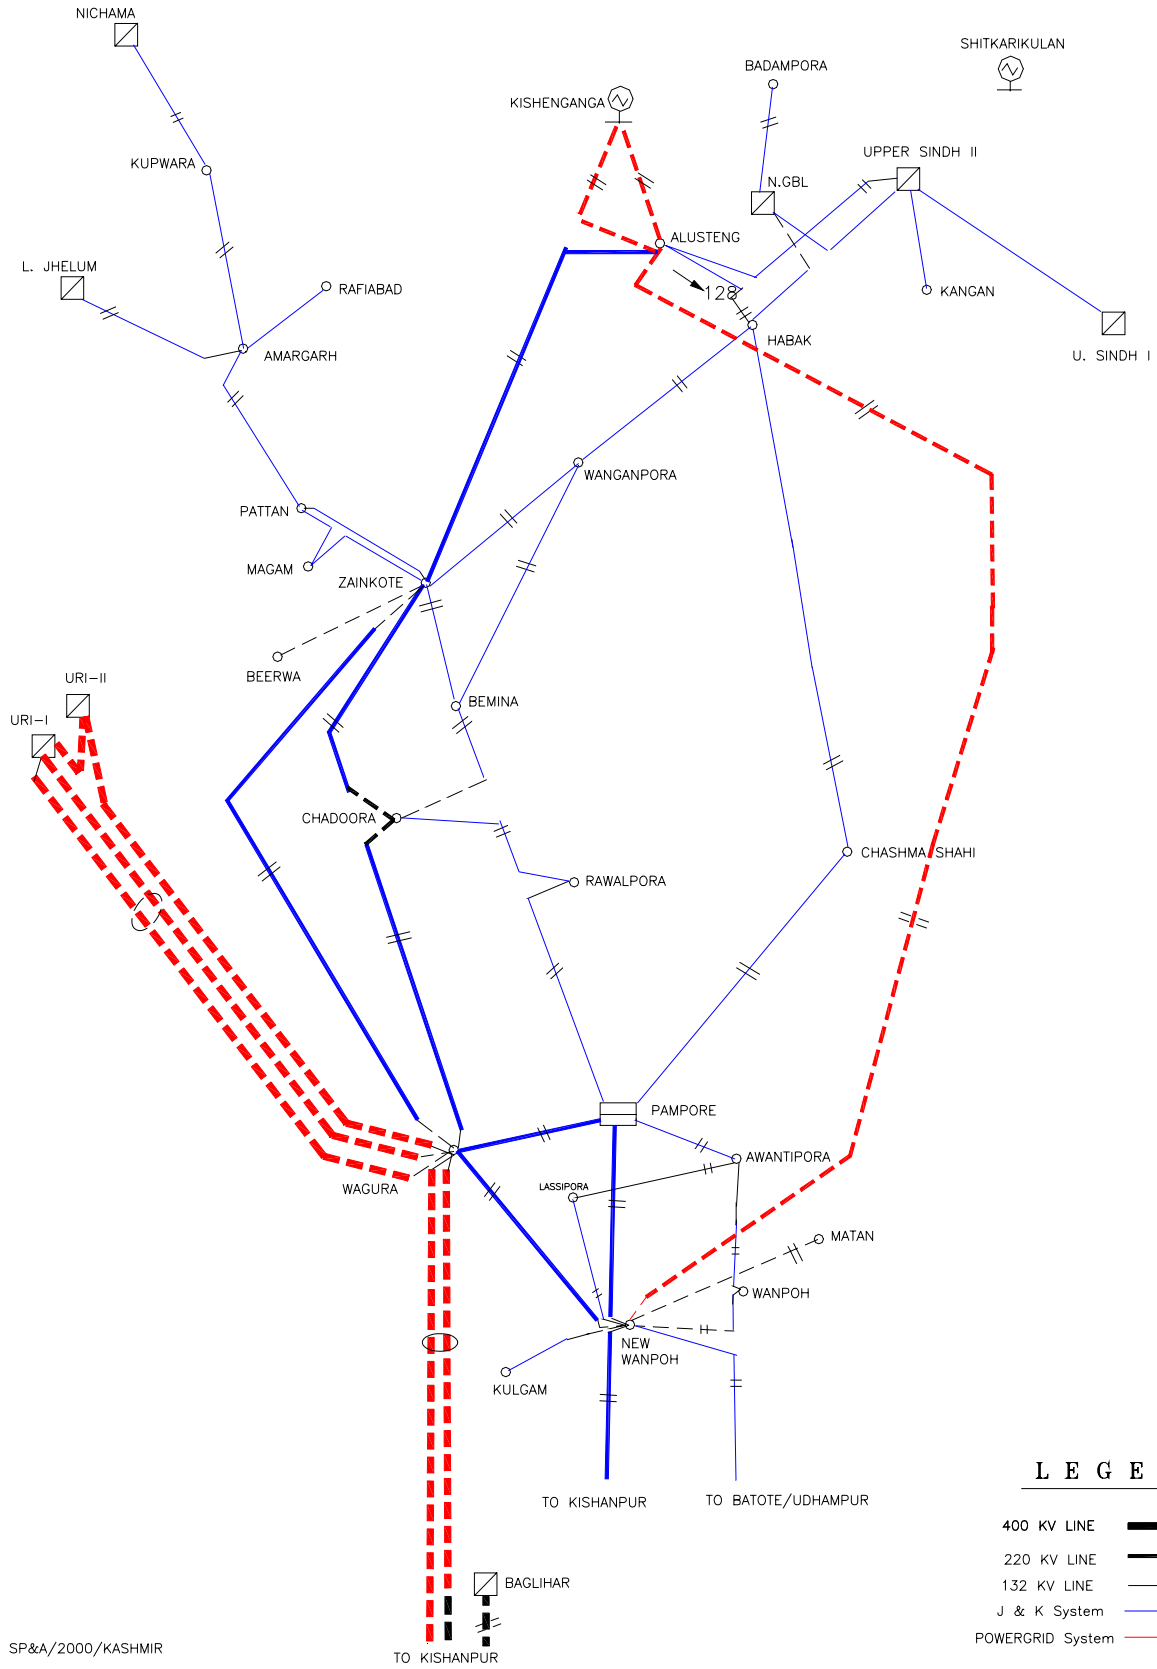 NICHAMA
SHITKARIKULAN
BADAMPORA
KISHENGANGA
KUPWARA
UPPER SINDH II
N.GBL
ALUSTENG
L. JHELUM
RAFIABAD
128
KANGAN
AMARGARH
HABAK
U. SINDH I
WANGANPORA
PATTAN
MAGAM
ZAINKOTE
BEERWA
URI-II
BEMINA
URI-I
CHADOORA
CHASHMA SHAHI
RAWALPORA
PAMPORE
AWANTIPORA
WAGURA
LASSIPORA
MATAN
WANPOH
NEW
WANPOH
KULGAM
TO KISHANPUR
TO BATOTE/UDHAMPUR
L E G E
400 KV LINE
220 KV LINE
132 KV LINE
J & K System
POWERGRID System
BAGLIHAR
SP&A/2000/KASHMIR
TO KISHANPUR